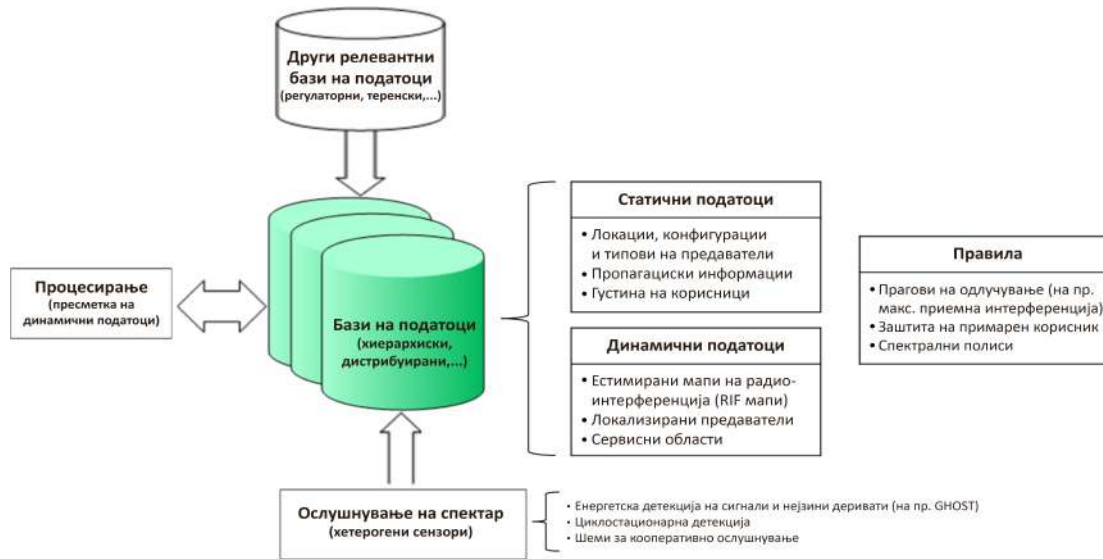 Други релевантни
бази на податоци
(регулаторни, теренски,...)
Процесирање
(пресметка на
динамични податоци)
Бази на податоци
(хиерархиски,
дистрибуирани,...)
Статични податоци
• Локации, конфигурации
и типови на предаватели
• Пропагациски информации
• Густина на корисници
Динамични податоци
• Естимирани мапи на радио-
интерференција (RIF мапи)
• Локализирани предаватели
• Сервисни области
Правила
• Прагови на одлучување (на пр.
макс. приемна интерференција)
• Заштита на примарен корисник
• Спектрални полиси
Ослушнување на спектар
(хетерогени сензори)
• Енергетска детекција на сигнали и нејзини деривати (на пр. GHOST)
• Циклостационарна детекција
• Шеми за кооперативно ослушнување